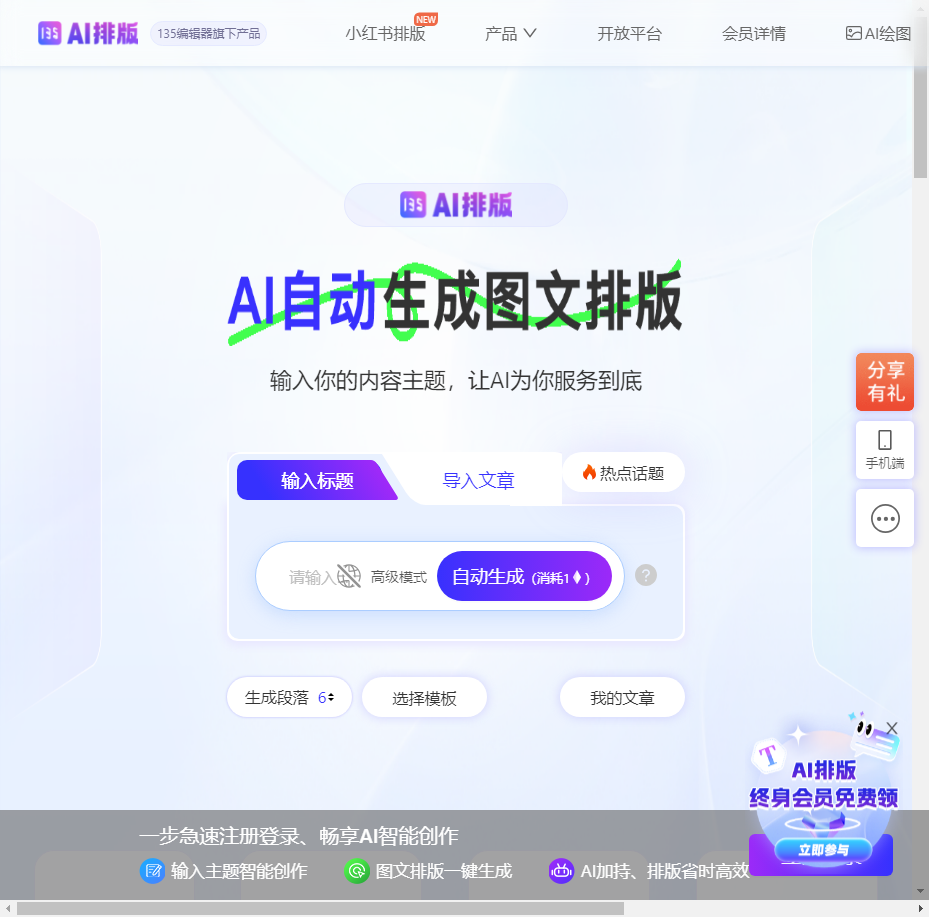 135 AI排版
135编辑器旗下产品
小红书排版
NEW
产品
开放平台
会员详情
AI绘图
135 AI排版
AI自动生成图文排版
输入你的内容主题，让AI为你服务到底
输入标题
导入文章
热点话题
请输入
高级模式
自动生成 (消耗1)
?
生成段落 6
选择模板
我的文章
分享
有礼
手机端
T
AI排版
终身会员免费领
立即参与
一步急速注册登录、畅享AI智能创作
输入主题智能创作
图文排版一键生成
AI加持、排版省时高效